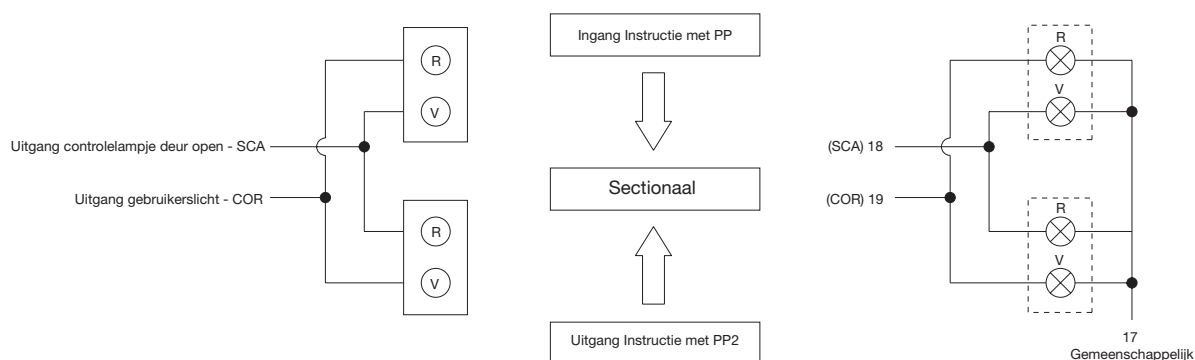 R
V
Uitgang controlelampje deur open - SCA
Uitgang gebruikerslicht - COR
R
V
Ingang Instructie met PP
Sectionaal
Uitgang Instructie met PP2
R
V
(SCA) 18
(COR) 19
R
V
17
Gemeenschappelijk